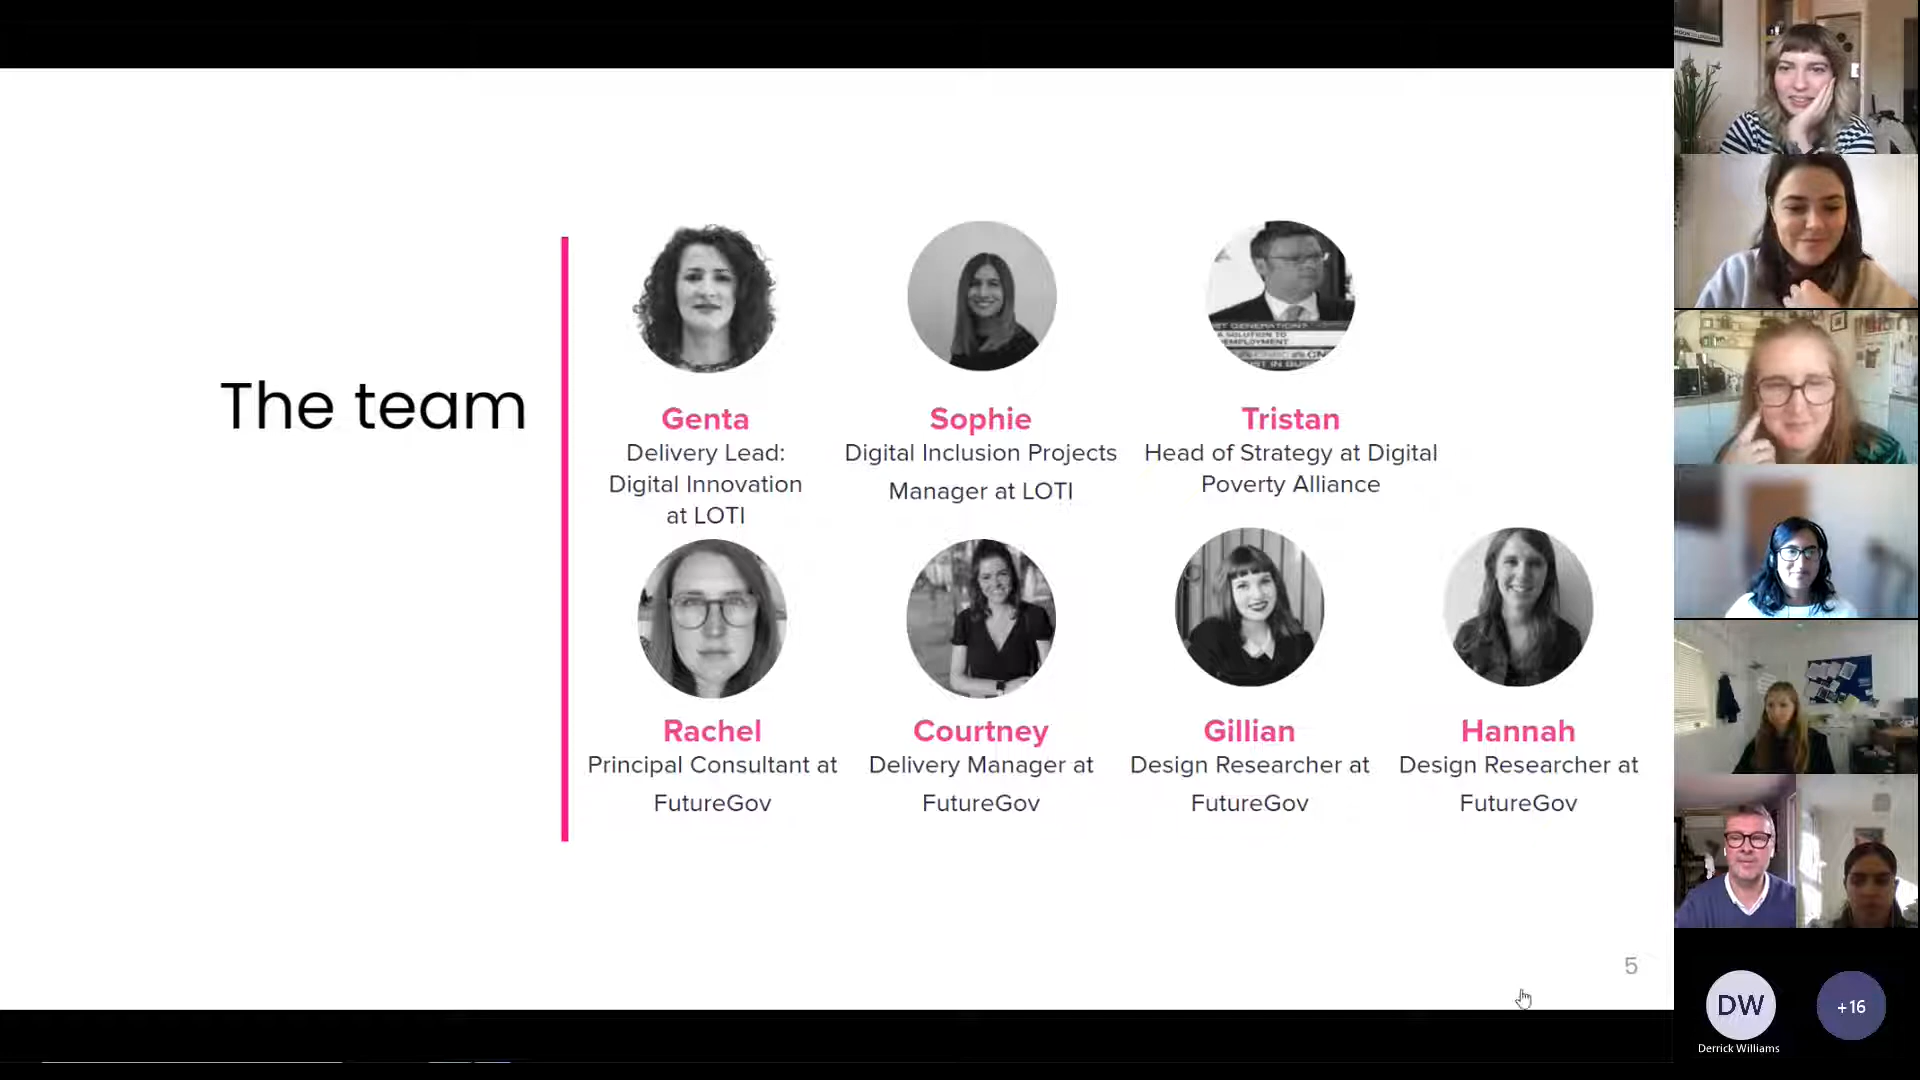 The team
Genta
Delivery Lead:
Digital Innovation
at LOTI
Sophie
Digital Inclusion Projects
Manager at LOTI
Tristan
Head of Strategy at Digital
Poverty Alliance
Rachel
Principal Consultant at
FutureGov
Courtney
Delivery Manager at
FutureGov
Gillian
Design Researcher at
FutureGov
Hannah
Design Researcher at
FutureGov
5
DW
Derrick Williams
+16